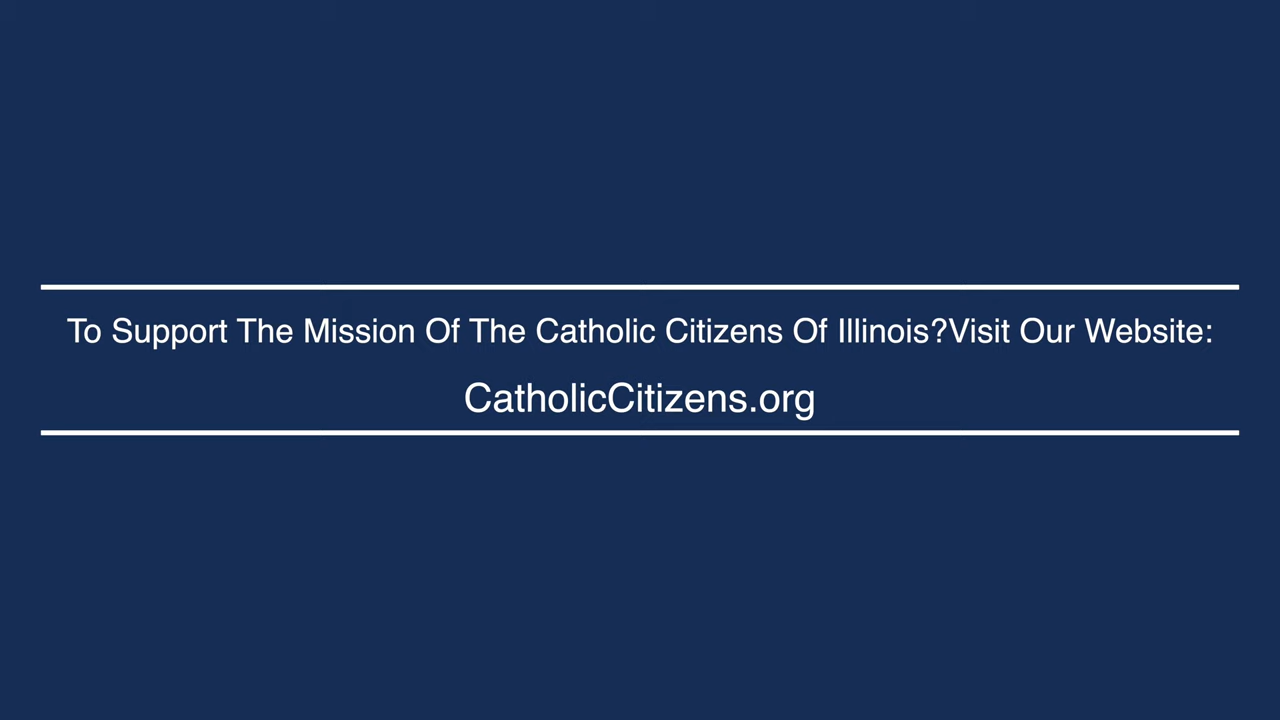 To Support The Mission Of The Catholic Citizens Of Illinois?Visit Our Website:
CatholicCitizens.org